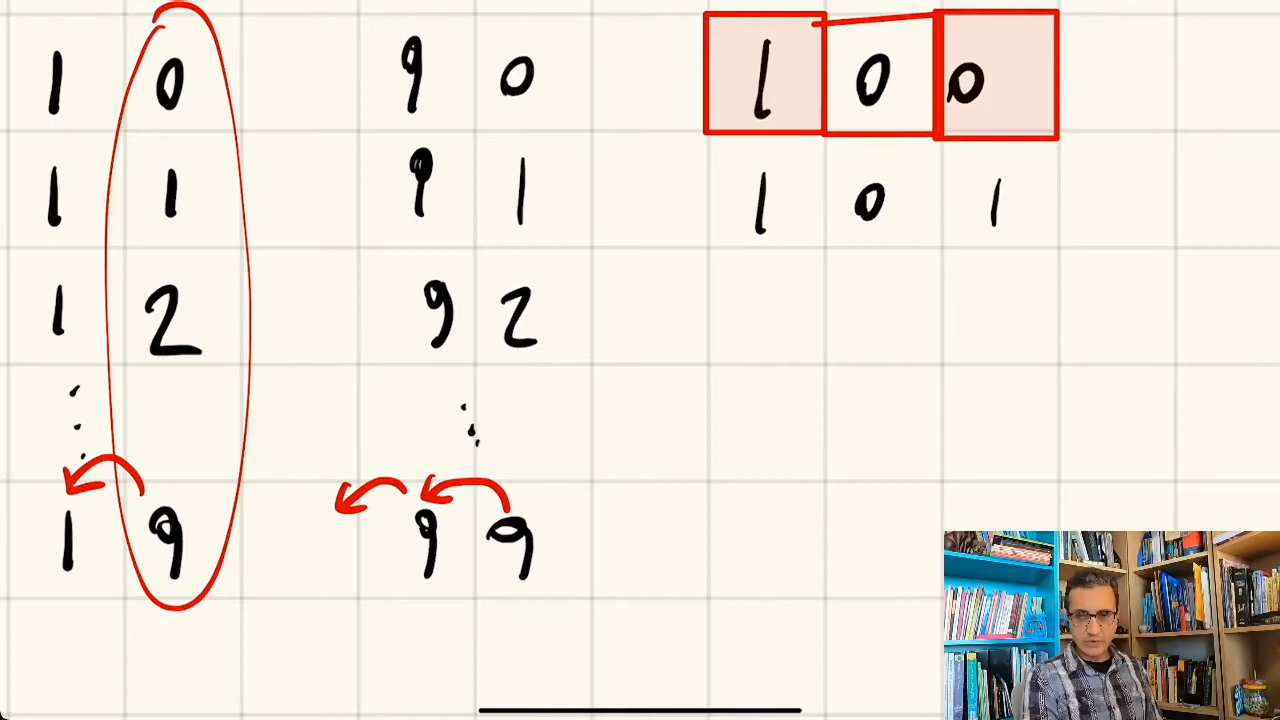 1 0 9 0 1 0 0
1 1 9 1 1 0 1
1 2 9 2
⋮ ⋮
1 9 9 9